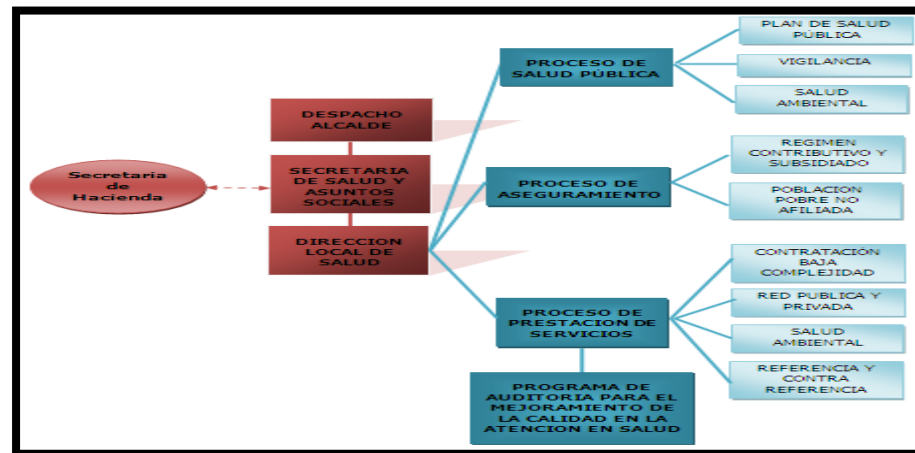 Secretaria
de
Hacienda
DESPACHO
ALCALDE
SECRETARIA
DE SALUD Y
ASUNTOS
SOCIALES
DIRECCION
LOCAL DE
SALUD
PROCESO DE
SALUD PÚBLICA
PLAN DE SALUD
PÚBLICA
VIGILANCIA
SALUD
AMBIENTAL
PROCESO DE
ASEGURAMIENTO
REGIMEN
CONTRIBUTIVO Y
SUBSIDIADO
POBLACION
POBRE NO
AFILIADA
PROCESO DE
PRESTACION DE
SERVICIOS
CONTRATACIÓN
BAJA
COMPLEJIDAD
RED PUBLICA Y
PRIVADA
SALUD
AMBIENTAL
REFERENCIA Y
CONTRA
REFERENCIA
PROGRAMA DE
AUDITORIA PARA EL
MEJORAMIENTO DE
LA CALIDAD EN LA
ATENCION EN SALUD